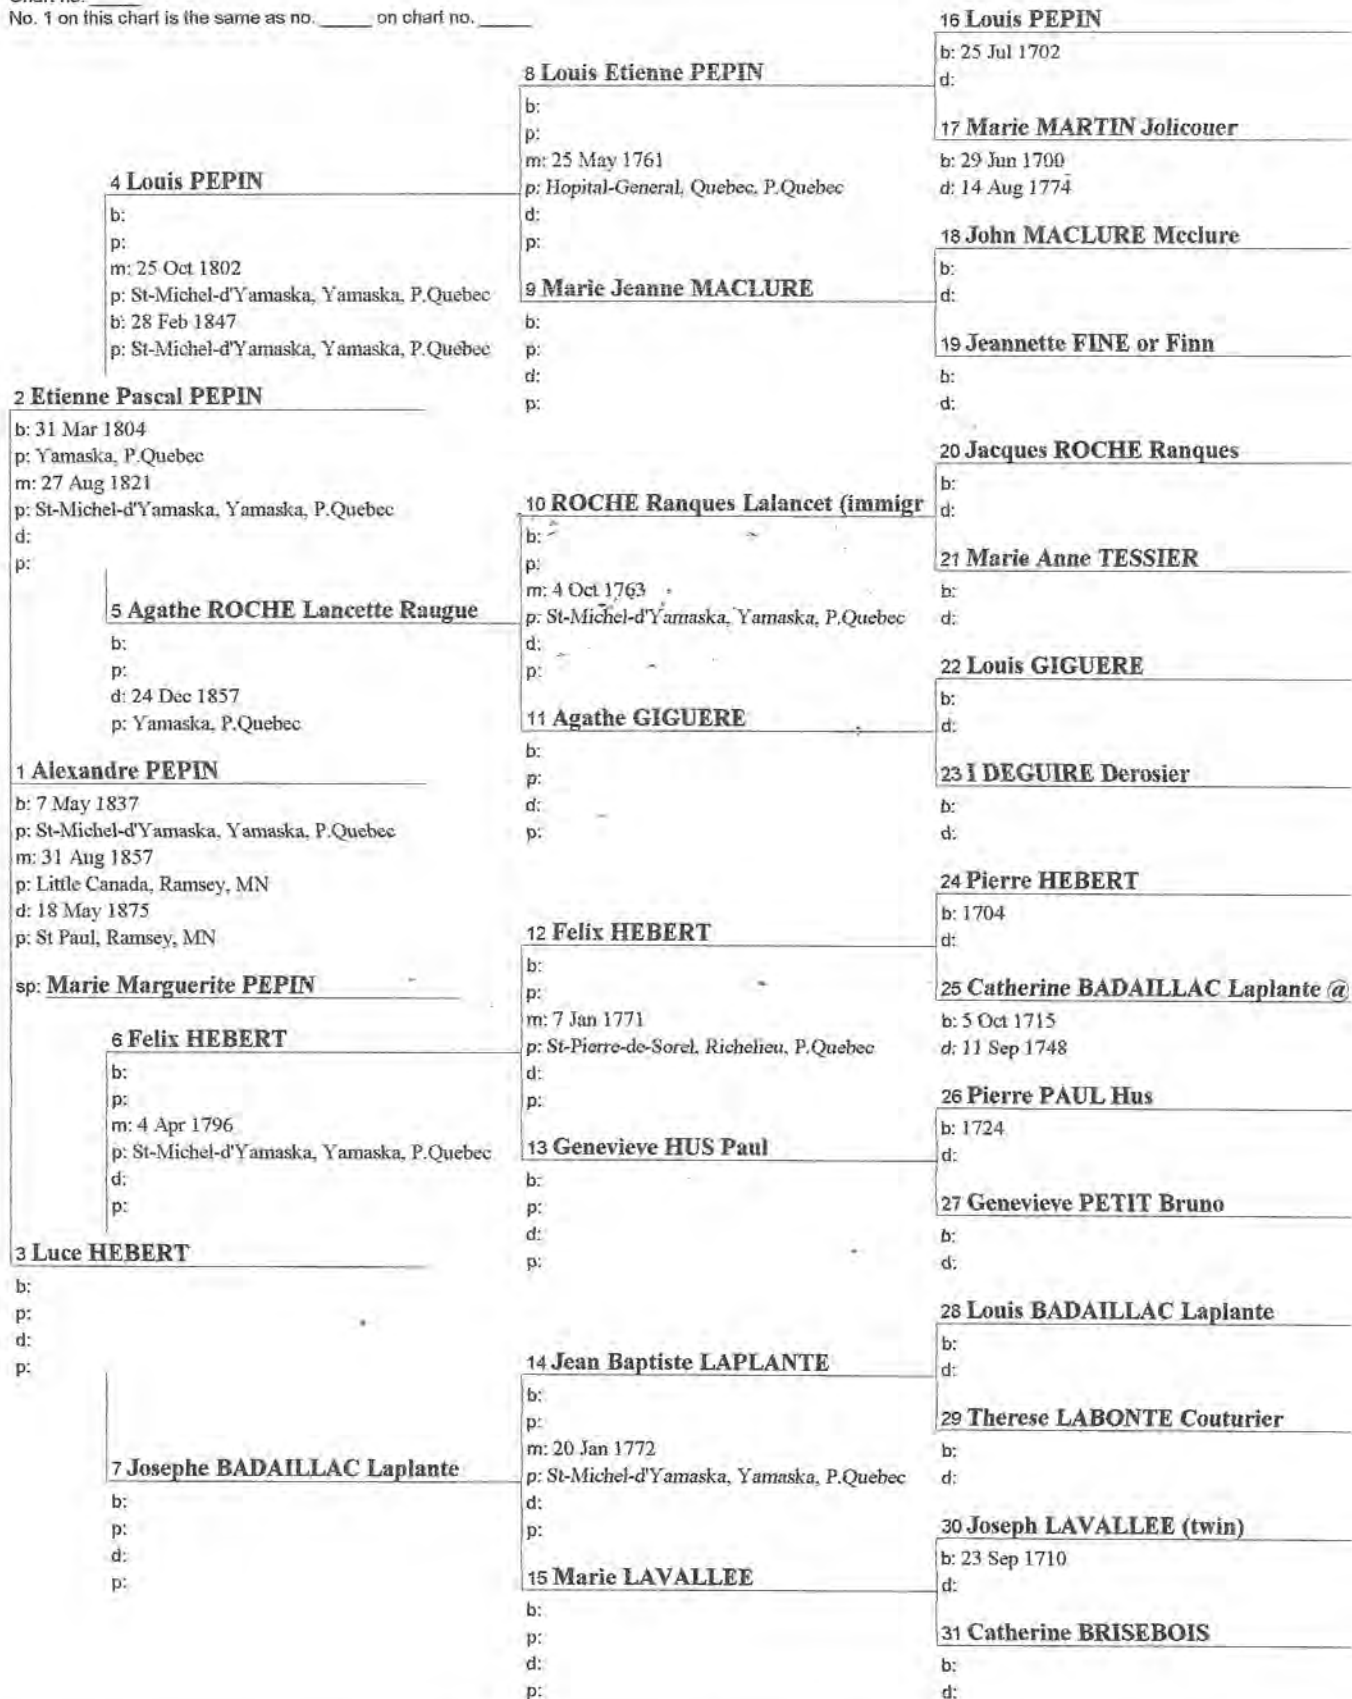 No. 1 on this chart is the same as no. _____ on chart no. _____
16 Louis PEPIN
b: 25 Jul 1702
d:
8 Louis Etienne PEPIN
b:
p:
m: 25 May 1761
p: Hopital-General, Quebec, P.Quebec
d:
p:
17 Marie MARTIN Jolicouer
b: 29 Jun 1700
d: 14 Aug 1774
4 Louis PEPIN
b:
p:
m: 25 Oct 1802
p: St-Michel-d'Yamaska, Yamaska, P.Quebec
b: 28 Feb 1847
p: St-Michel-d'Yamaska, Yamaska, P.Quebec
18 John MACLURE Mcclure
b:
d:
9 Marie Jeanne MACLURE
b:
p:
d:
p:
19 Jeannette FINE or Finn
b:
d:
2 Etienne Pascal PEPIN
b: 31 Mar 1804
p: Yamaska, P.Quebec
m: 27 Aug 1821
p: St-Michel-d'Yamaska, Yamaska, P.Quebec
d:
p:
20 Jacques ROCHE Ranques
b:
d:
10 ROCHE Ranques Lalancet (immigr
b:
p:
m: 4 Oct 1763
p: St-Michel-d'Yamaska, Yamaska, P.Quebec
d:
p:
21 Marie Anne TESSIER
b:
d:
5 Agathe ROCHE Lancette Raugue
b:
p:
d: 24 Dec 1857
p: Yamaska, P.Quebec
22 Louis GIGUERE
b:
d:
11 Agathe GIGUERE
b:
p:
d:
p:
23 I DEGUIRE Derosier
b:
d:
1 Alexandre PEPIN
b: 7 May 1837
p: St-Michel-d'Yamaska, Yamaska, P.Quebec
m: 31 Aug 1857
p: Little Canada, Ramsey, MN
d: 18 May 1875
p: St Paul, Ramsey, MN
sp: Marie Marguerite PEPIN
24 Pierre HEBERT
b: 1704
d:
12 Felix HEBERT
b:
p:
m: 7 Jan 1771
p: St-Pierre-de-Sorel, Richelieu, P.Quebec
d:
p:
25 Catherine BADAILLAC Laplante @
b: 5 Oct 1715
d: 11 Sep 1748
6 Felix HEBERT
b:
p:
m: 4 Apr 1796
p: St-Michel-d'Yamaska, Yamaska, P.Quebec
d:
p:
26 Pierre PAUL Hus
b: 1724
d:
13 Genevieve HUS Paul
b:
p:
d:
p:
27 Genevieve PETIT Bruno
b:
d:
3 Luce HEBERT
b:
p:
d:
p:
28 Louis BADAILLAC Laplante
b:
d:
14 Jean Baptiste LAPLANTE
b:
p:
m: 20 Jan 1772
p: St-Michel-d'Yamaska, Yamaska, P.Quebec
d:
p:
29 Therese LABONTE Couturier
b:
d:
7 Josephe BADAILLAC Laplante
b:
p:
d:
p:
30 Joseph LAVALLEE (twin)
b: 23 Sep 1710
d:
15 Marie LAVALLEE
b:
p:
d:
p:
31 Catherine BRISEBOIS
b:
d: